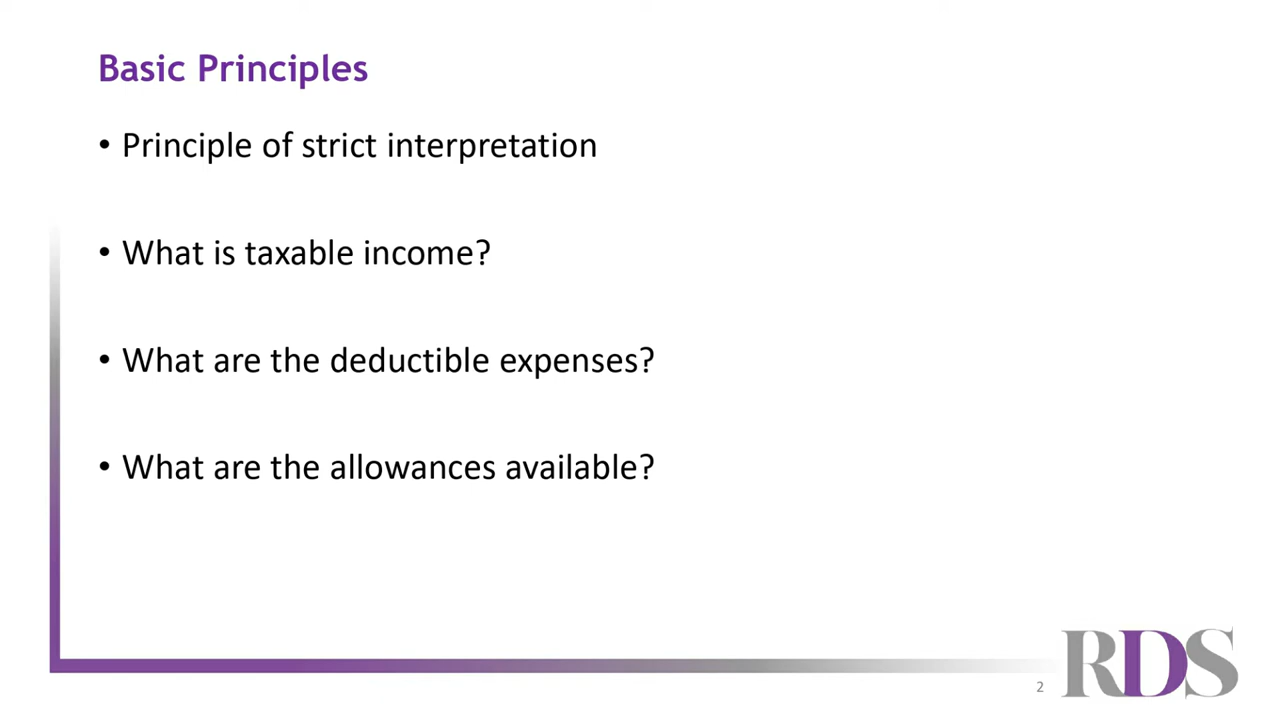 Basic Principles
• Principle of strict interpretation
• What is taxable income?
• What are the deductible expenses?
• What are the allowances available?
2
RDS